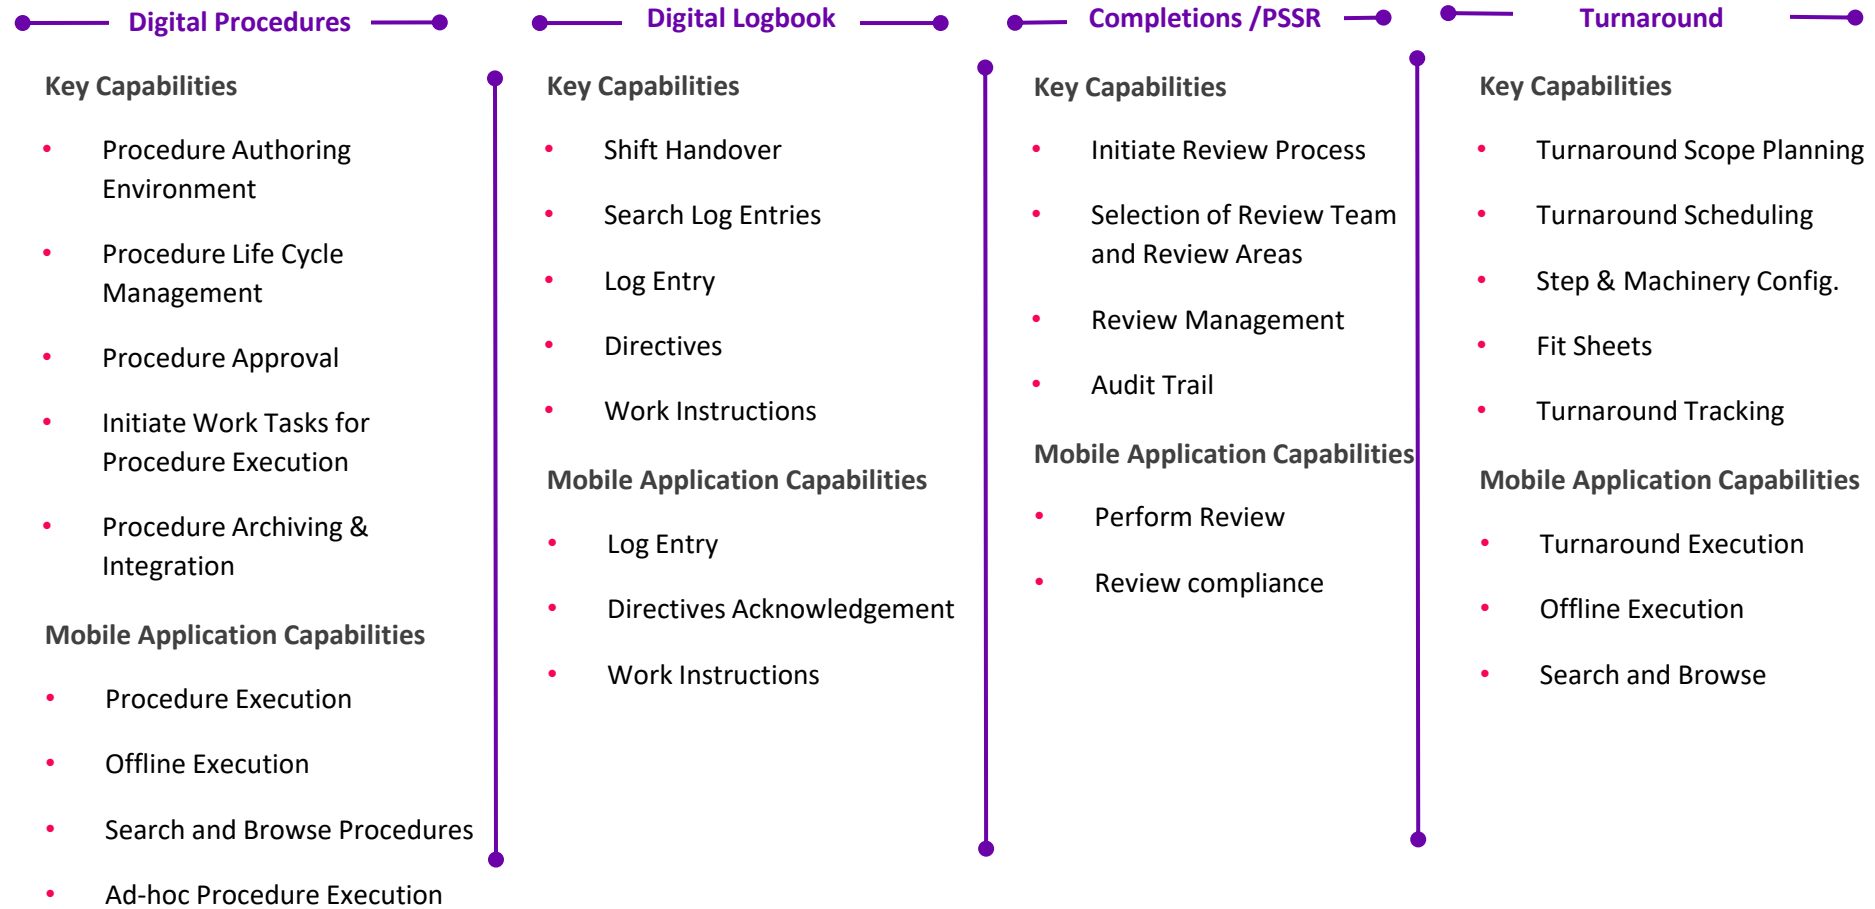 Digital Procedures
Key Capabilities
• Procedure Authoring
Environment
• Procedure Life Cycle
Management
• Procedure Approval
• Initiate Work Tasks for
Procedure Execution
• Procedure Archiving &
Integration
Mobile Application Capabilities
• Procedure Execution
• Offline Execution
• Search and Browse Procedures
• Ad-hoc Procedure Execution
Digital Logbook
Key Capabilities
• Shift Handover
• Search Log Entries
• Log Entry
• Directives
• Work Instructions
Mobile Application Capabilities
• Log Entry
• Directives Acknowledgement
• Work Instructions
Completions /PSSR
Key Capabilities
• Initiate Review Process
• Selection of Review Team
and Review Areas
• Review Management
• Audit Trail
Mobile Application Capabilities
• Perform Review
• Review compliance
Turnaround
Key Capabilities
• Turnaround Scope Planning
• Turnaround Scheduling
• Step & Machinery Config.
• Fit Sheets
• Turnaround Tracking
Mobile Application Capabilities
• Turnaround Execution
• Offline Execution
• Search and Browse